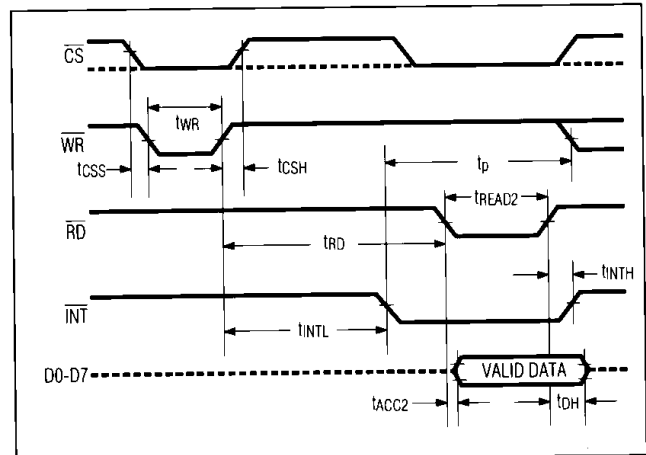 CS
tWR
WR
tCSS
tCSH
tp
tREAD2
RD
tRD
tINTH
INT
tINTL
D0-D7
VALID DATA
tACC2
tDH